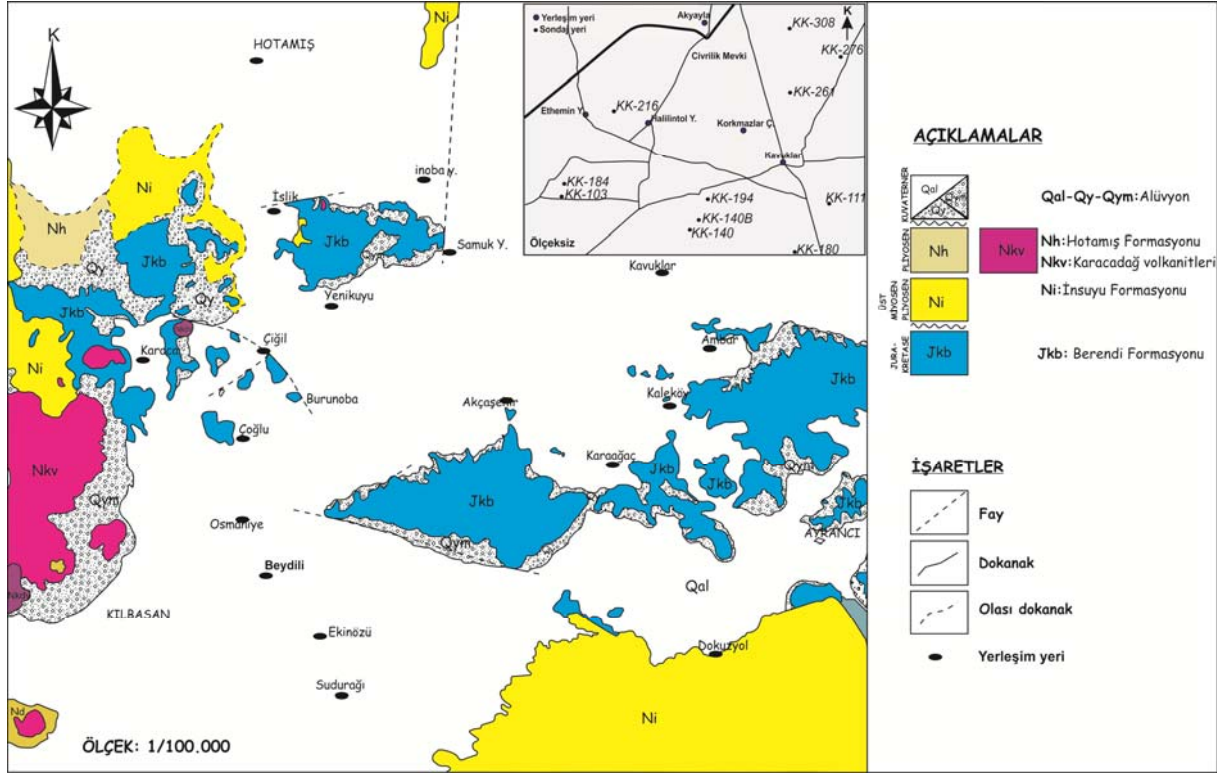 K
HOTAMIŞ
Ni
Yerleşim yeri
Sondaj yeri
Akyayla
K
KK-308
KK-276
Civrilik Mevki
KK-261
Ethemin Y.
KK-216
Halilintol Y.
Korkmazlar Ç.
Kavuklar
KK-184
KK-103
KK-194
KK-111
KK-140B
KK-140
KK-180
Ölçeksiz
inoba y.
İslik
Ni
Nh
Jkb
Jkb
Samuk Y.
Qy
Qym
Qy
Kavuklar
Yenikuyu
Jkb
Karaca
Çiğil
Ambar
Jkb
Ni
Burunoba
Akçaşehir
Kaleköy
Çoğlu
Karaağaç
Jkb
Nkv
Jkb
Qym
Qym
Jkb
Jkb
Osmaniye
Qym
AYRANCI
Beydili
Qal
KILBASAN
Ekinözü
Dokuzyol
Sudurağı
Nd
Ni
ÖLÇEK: 1/100.000
AÇIKLAMALAR
KUVATERNER
Qal
Qy
Qal-Qy-Qym: Alüvyon
PLİYOSEN
Nh
Nkv
Nh: Hotamış Formasyonu
Nkv: Karacadağ volkanitleri
ÜST
MİYOSEN
PLİYOSEN
Ni
Ni: İnsuyu Formasyonu
JURA-
KRETASE
Jkb
Jkb: Berendi Formasyonu
İŞARETLER
Fay
Dokanak
Olası dokanak
Yerleşim yeri